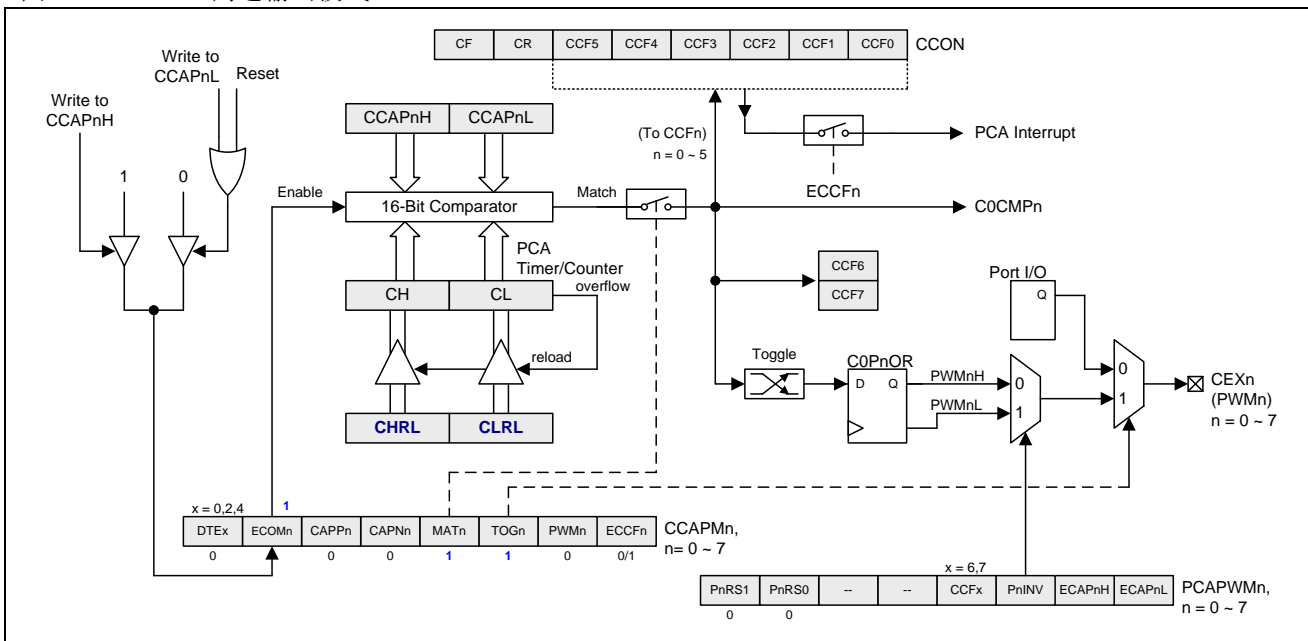 CF CR CCF5 CCF4 CCF3 CCF2 CCF1 CCF0 CCON
Write to
CCAPnL
Reset
Write to
CCAPnH
1
0
CCAPnH CCAPnL
(To CCFn)
n = 0 ~ 5
PCA Interrupt
ECCFn
Enable
16-Bit Comparator
Match
C0CMPn
PCA
Timer/Counter
overflow
CH CL
reload
CHRL CLRL
CCF6
CCF7
Port I/O
Q
Toggle
C0PnOR
D Q
PWMnH
PWMnL
0
1
0
1
CEXn
(PWMn)
n = 0 ~ 7
x = 0,2,4
1
DTEx ECOMn CAPPn CAPNn MATn TOGn PWMn ECCFn
CCAPMn,
n= 0 ~ 7
0 0 0 1 1 0 0/1
x = 6,7
PnRS1 PnRS0 -- -- CCFx PnINV ECAPnH ECAPnL
PCAPWMn,
n = 0 ~ 7
0 0